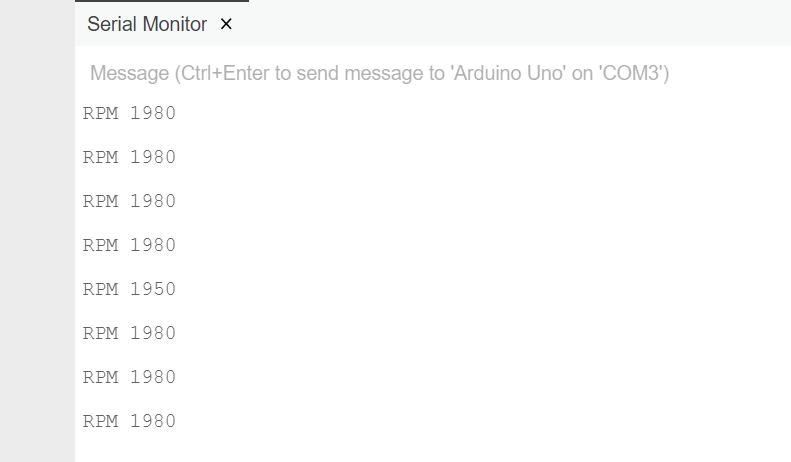 Serial Monitor ×
Message (Ctrl+Enter to send message to 'Arduino Uno' on 'COM3')
RPM 1980
RPM 1980
RPM 1980
RPM 1980
RPM 1950
RPM 1980
RPM 1980
RPM 1980